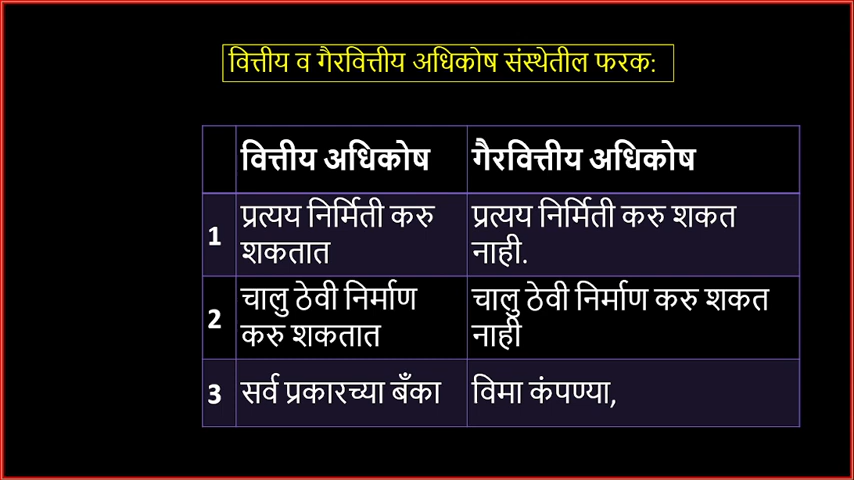 वित्तीय व गैरवित्तीय अधिकोष संस्थेतील फरक:
वित्तीय अधिकोष गैरवित्तीय अधिकोष
1 प्रत्यय निर्मिती करु शकतात प्रत्यय निर्मिती करु शकत नाही.
2 चालु ठेवी निर्माण करु शकतात चालु ठेवी निर्माण करु शकत नाही
3 सर्व प्रकारच्या बँका विमा कंपण्या,